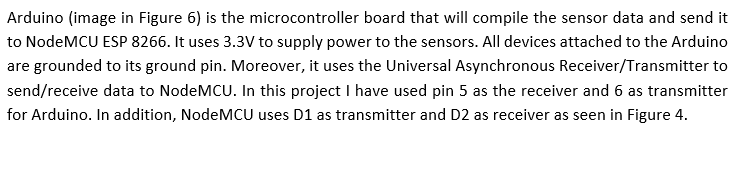 Arduino (image in Figure 6) is the microcontroller board that will compile the sensor data and send it
to NodeMCU ESP 8266. It uses 3.3V to supply power to the sensors. All devices attached to the Arduino
are grounded to its ground pin. Moreover, it uses the Universal Asynchronous Receiver/Transmitter to
send/receive data to NodeMCU. In this project I have used pin 5 as the receiver and 6 as transmitter
for Arduino. In addition, NodeMCU uses D1 as transmitter and D2 as receiver as seen in Figure 4.